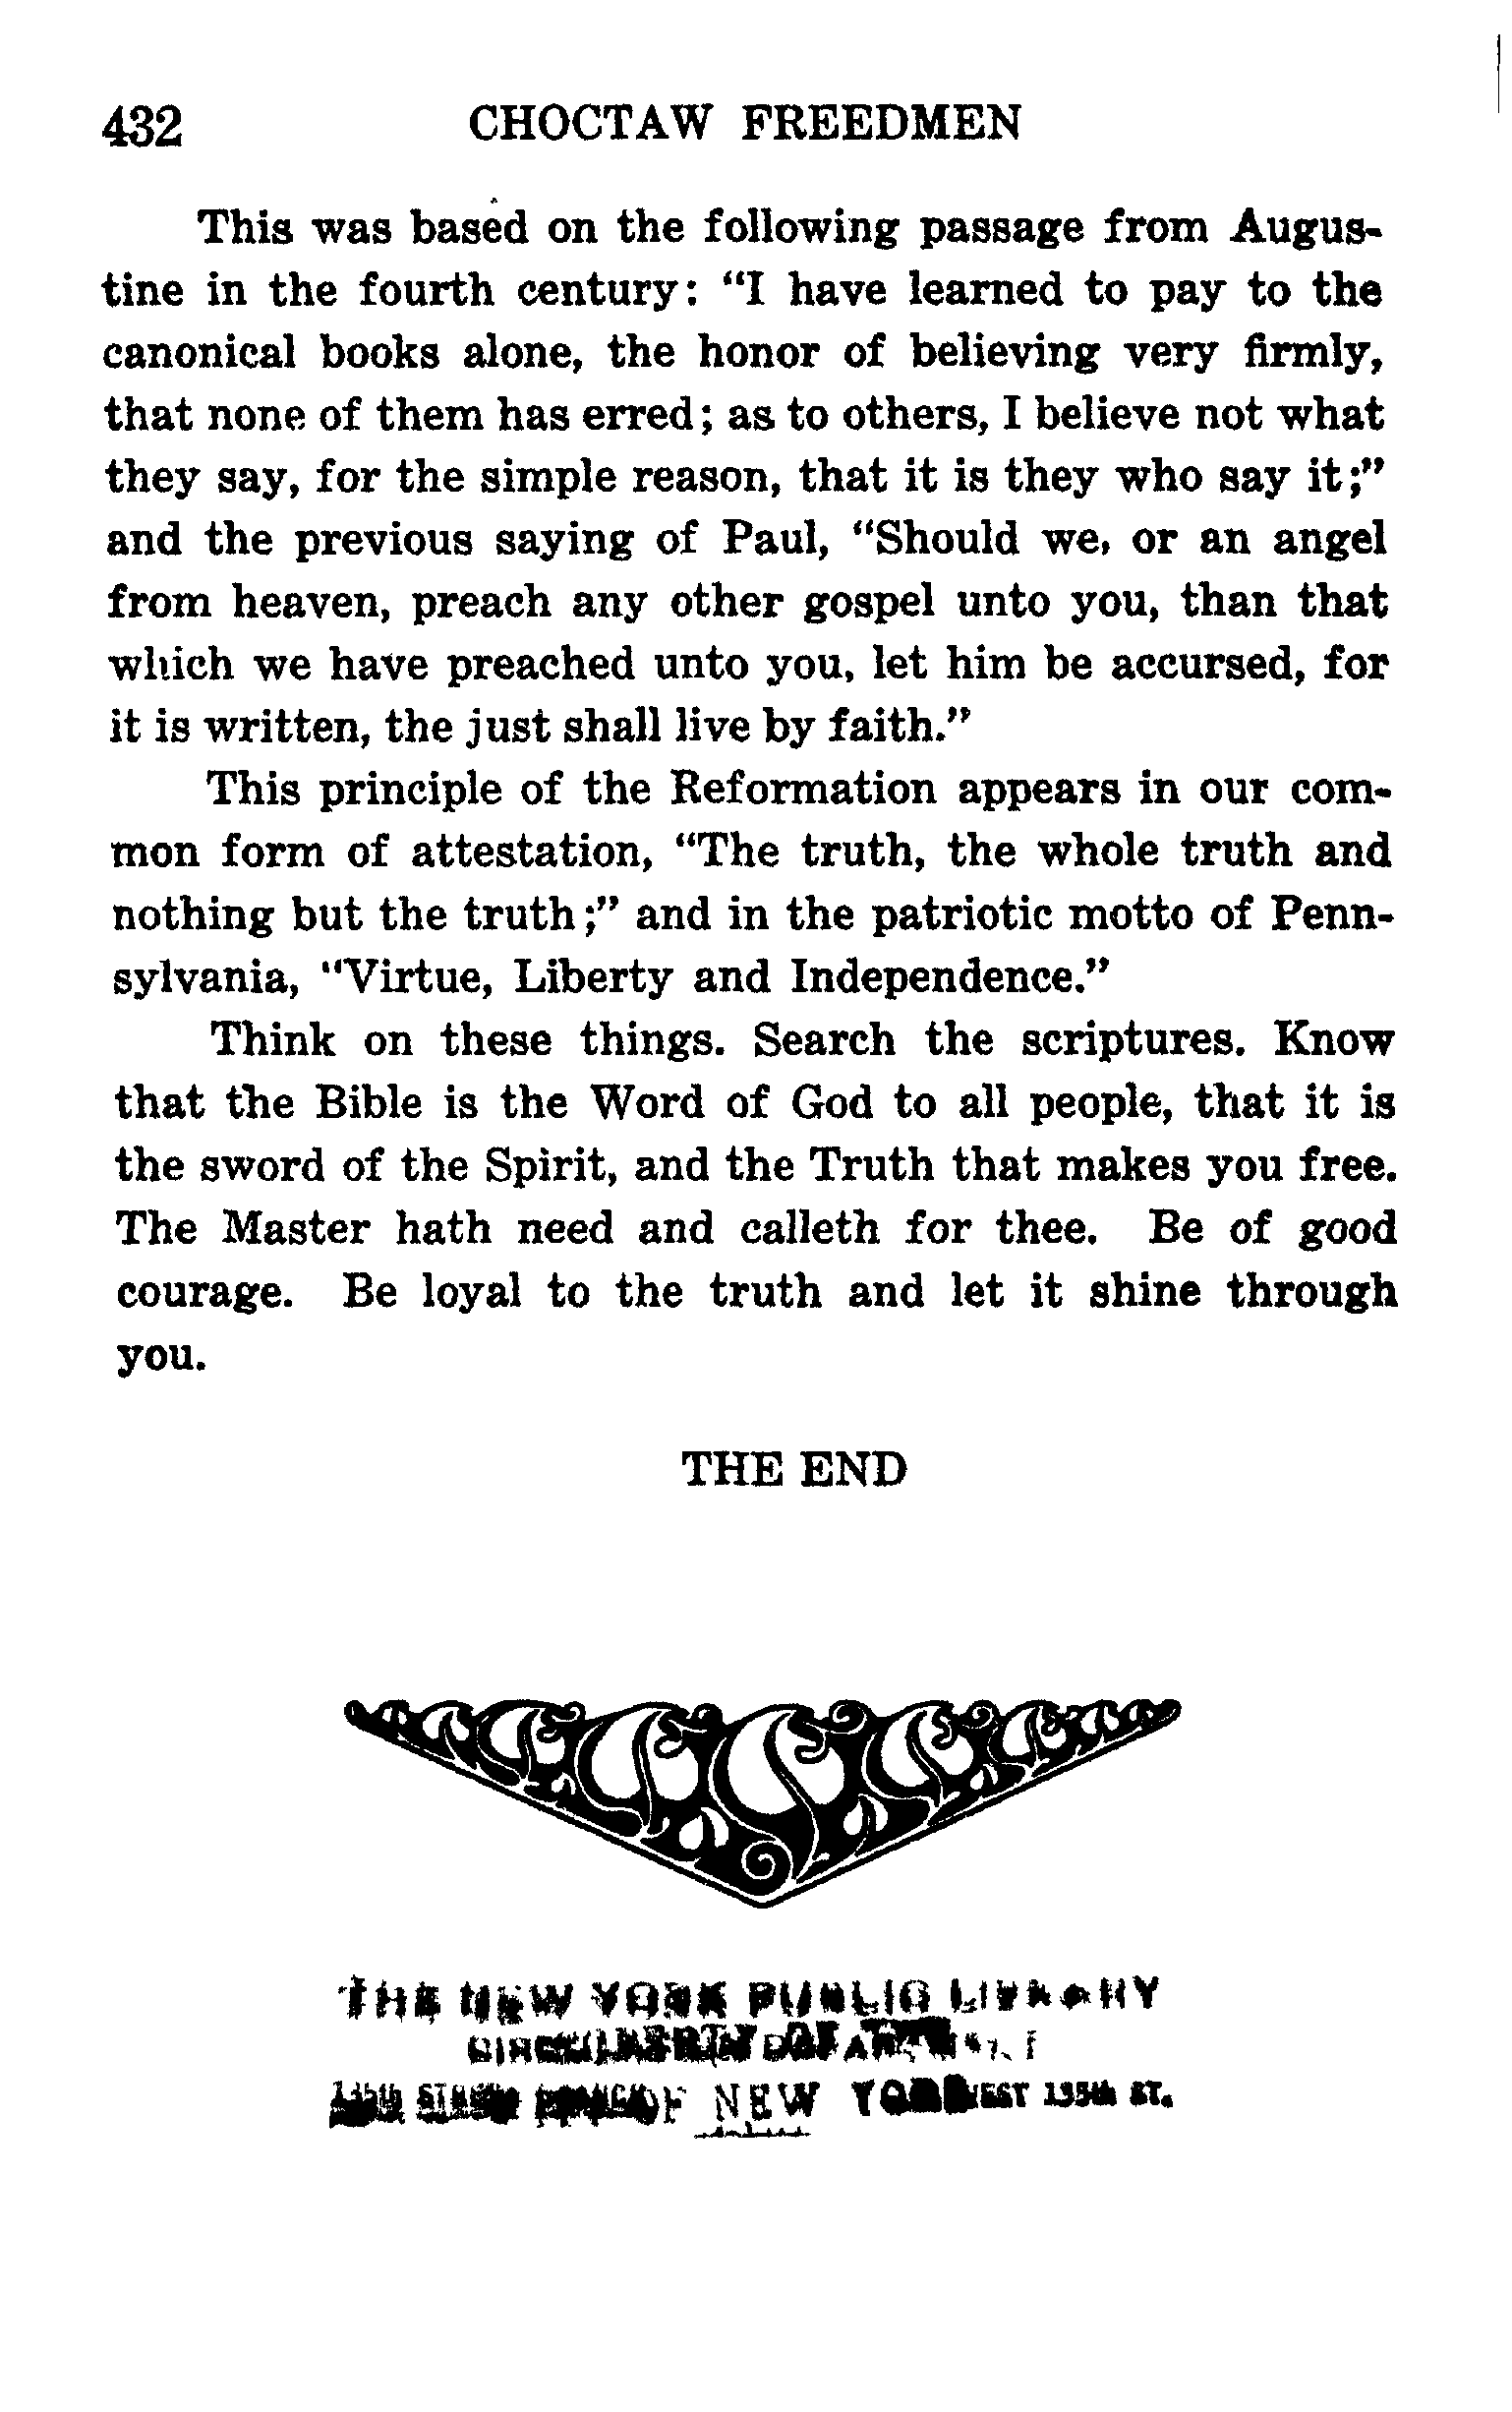 432 CHOCTAW FREEDMEN
This was based on the following passage from Augus-
tine in the fourth century: "I have learned to pay to the
canonical books alone, the honor of believing very firmly,
that none of them has erred; as to others, I believe not what
they say, for the simple reason, that it is they who say it;"
and the previous saying of Paul, "Should we, or an angel
from heaven, preach any other gospel unto you, than that
which we have preached unto you, let him be accursed, for
it is written, the just shall live by faith."
This principle of the Reformation appears in our com-
mon form of attestation, "The truth, the whole truth and
nothing but the truth;" and in the patriotic motto of Penn-
sylvania, "Virtue, Liberty and Independence."
Think on these things. Search the scriptures. Know
that the Bible is the Word of God to all people, that it is
the sword of the Spirit, and the Truth that makes you free.
The Master hath need and calleth for thee. Be of good
courage. Be loyal to the truth and let it shine through
you.
THE END
THE NEW YORK PUBLIC LIBRARY
OF NEW YORK WEST 135th ST.